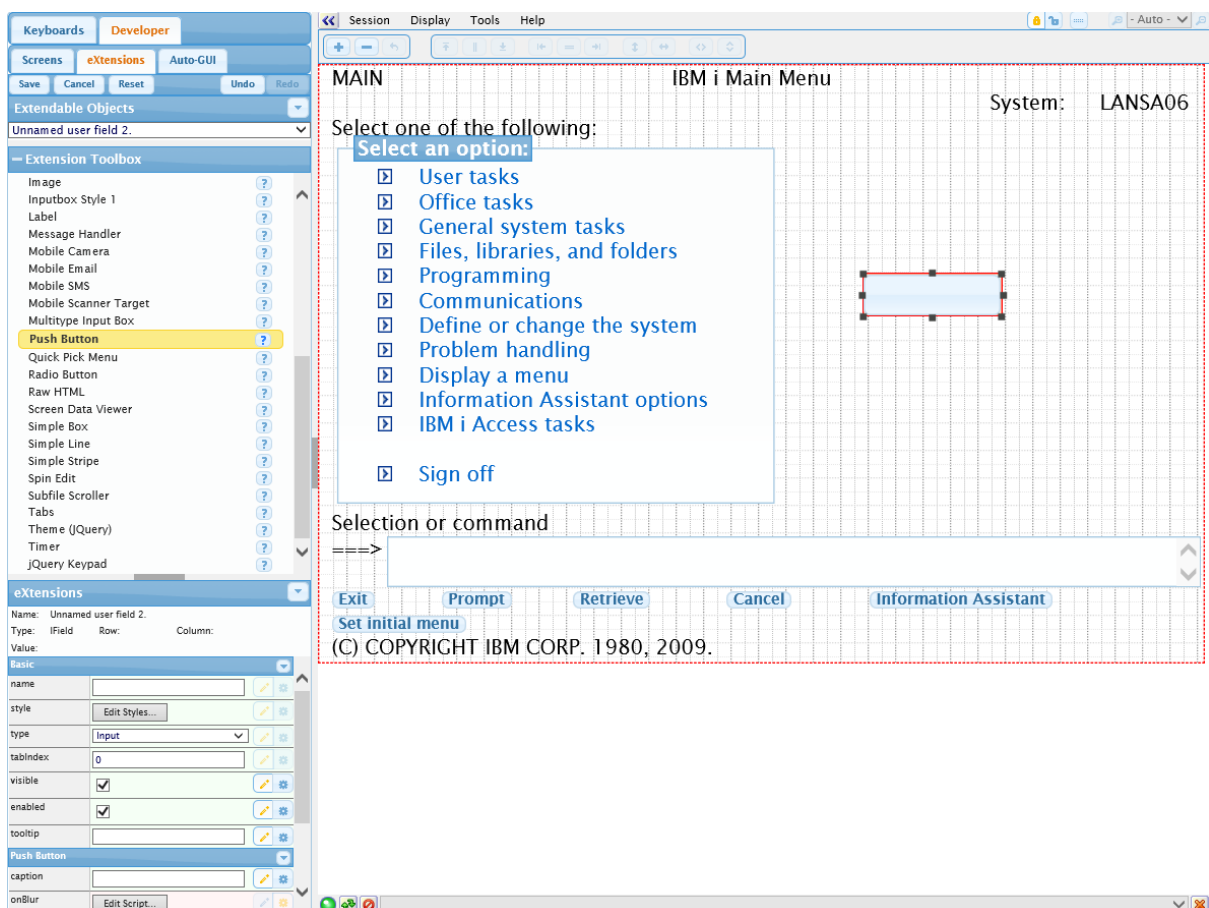 Keyboards Developer
Screens eXtensions Auto-GUI
Save Cancel Reset Undo Redo
Extendable Objects
Unnamed user field 2.
Extension Toolbox
Image ?
Inputbox Style 1 ?
Label ?
Message Handler ?
Mobile Camera ?
Mobile Email ?
Mobile SMS ?
Mobile Scanner Target ?
Multitype Input Box ?
Push Button ?
Quick Pick Menu ?
Radio Button ?
Raw HTML ?
Screen Data Viewer ?
Simple Box ?
Simple Line ?
Simple Stripe ?
Spin Edit ?
Subfile Scroller ?
Tabs ?
Theme (JQuery) ?
Timer ?
jQuery Keypad ?
eXtensions
Name: Unnamed user field 2.
Type: IField Row: Column:
Value:
Basic
name
style Edit Styles...
type Input
tabIndex 0
visible
enabled
tooltip
Push Button
caption
onBlur Edit Script...
Session Display Tools Help
- Auto -
MAIN IBM i Main Menu
System: LANSA06
Select one of the following:
Select an option:
User tasks
Office tasks
General system tasks
Files, libraries, and folders
Programming
Communications
Define or change the system
Problem handling
Display a menu
Information Assistant options
IBM i Access tasks
Sign off
Selection or command
===>
Exit Prompt Retrieve Cancel Information Assistant
Set initial menu
(C) COPYRIGHT IBM CORP. 1980, 2009.